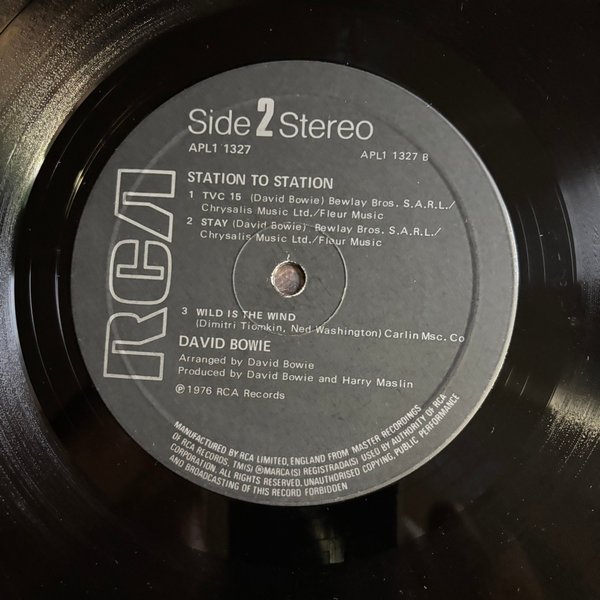 Side 2 Stereo
APL1 1327
APL1 1327 B
RCA
STATION TO STATION
1 TVC 15 (David Bowie) Bewlay Bros. S.A.R.L./
Chrysalis Music Ltd./Fleur Music
2 STAY (David Bowie) Bewlay Bros. S.A.R.L./
Chrysalis Music Ltd./Fleur Music
3 WILD IS THE WIND
(Dimitri Tiomkin, Ned Washington) Carlin Msc. Co
DAVID BOWIE
Arranged by David Bowie
Produced by David Bowie and Harry Maslin
℗ 1976 RCA Records
MANUFACTURED BY RCA LIMITED, ENGLAND FROM MASTER RECORDINGS
OF RCA RECORDS. TM(S) ® MARCA(S) REGISTRADA(S) USED BY AUTHORITY OF RCA
CORPORATION. ALL RIGHTS RESERVED. UNAUTHORISED COPYING, PUBLIC PERFORMANCE
AND BROADCASTING OF THIS RECORD FORBIDDEN